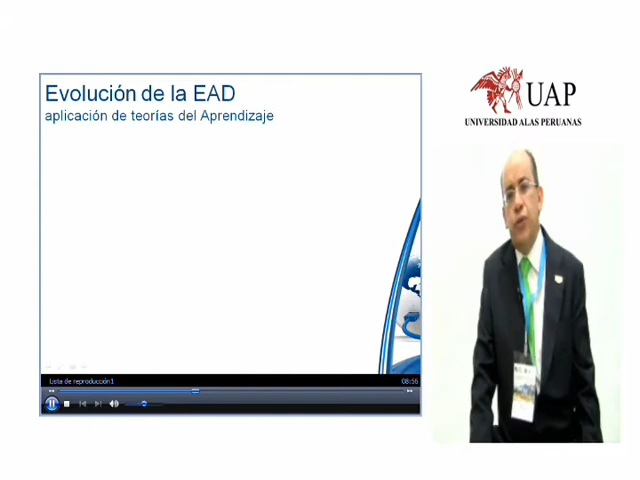 Evolución de la EAD
aplicación de teorías del Aprendizaje
UAP
UNIVERSIDAD ALAS PERUANAS
Lista de reproducción1
08:56